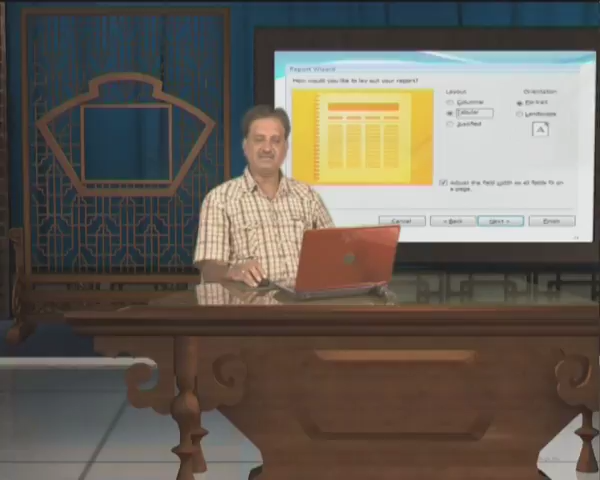 Report Wizard
How would you like to lay out your report?
Layout
Columnar
Tabular
Justified
Orientation
Portrait
Landscape
A
Adjust the field width so all fields fit on
a page.
Cancel
< Back
Next >
Finish